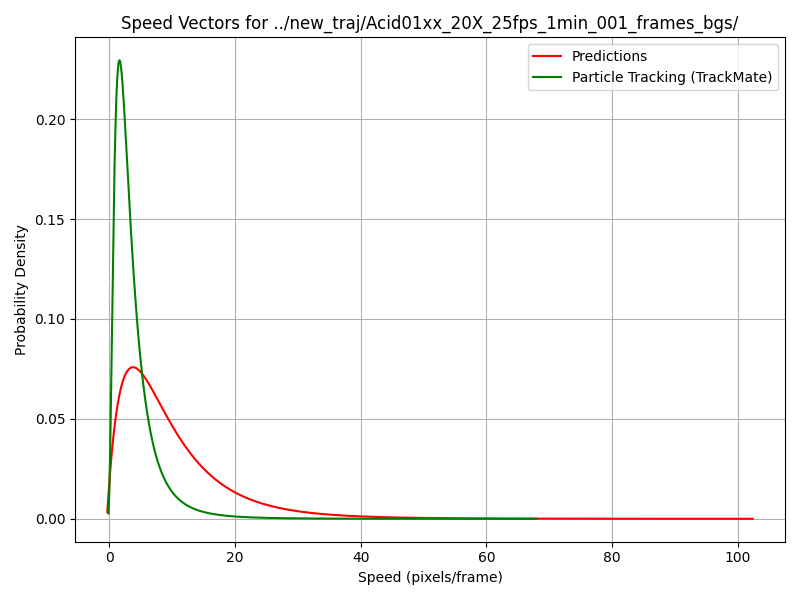 Speed Vectors for ../new_traj/Acid01xx_20X_25fps_1min_001_frames_bgs/
Predictions
Particle Tracking (TrackMate)
Probability Density
0.20
0.15
0.10
0.05
0.00
0
20
40
60
80
100
Speed (pixels/frame)